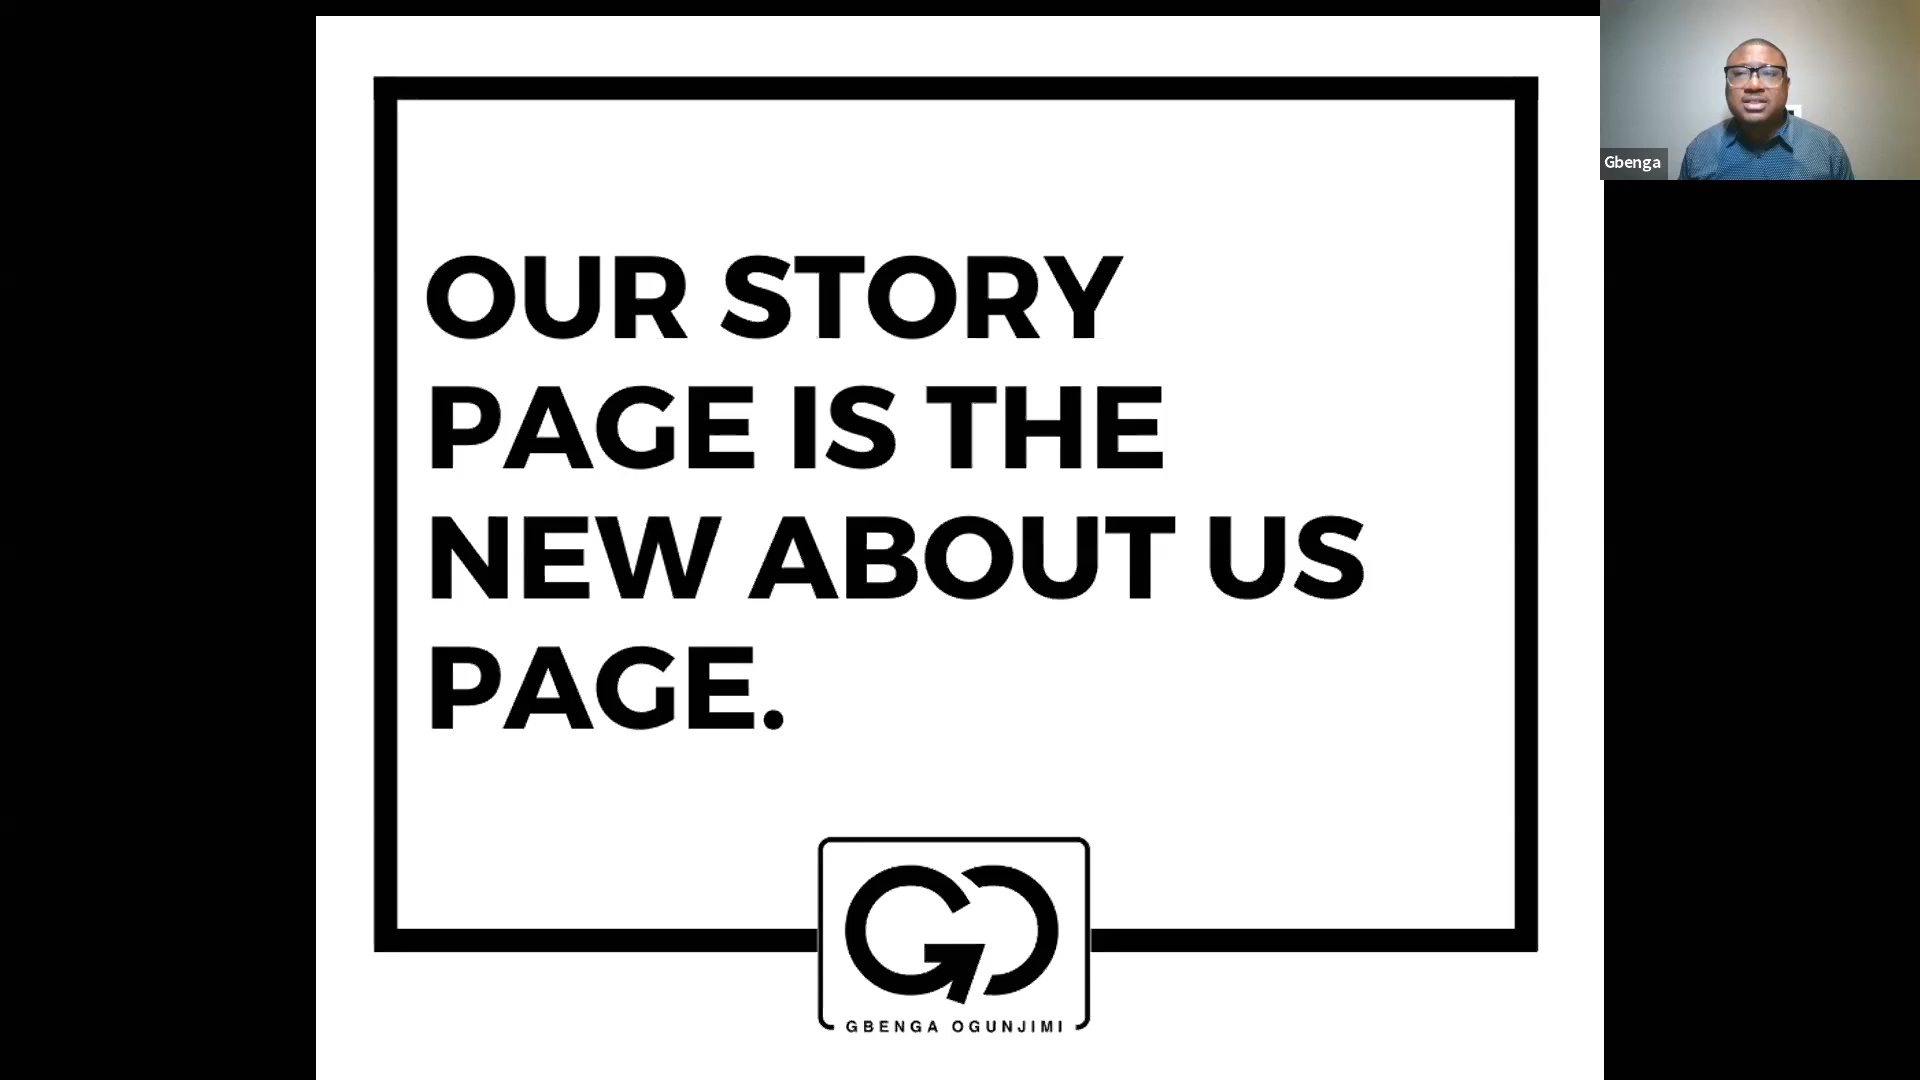 OUR STORY
PAGE IS THE
NEW ABOUT US
PAGE.
GBENGA OGUNJIMI
Gbenga